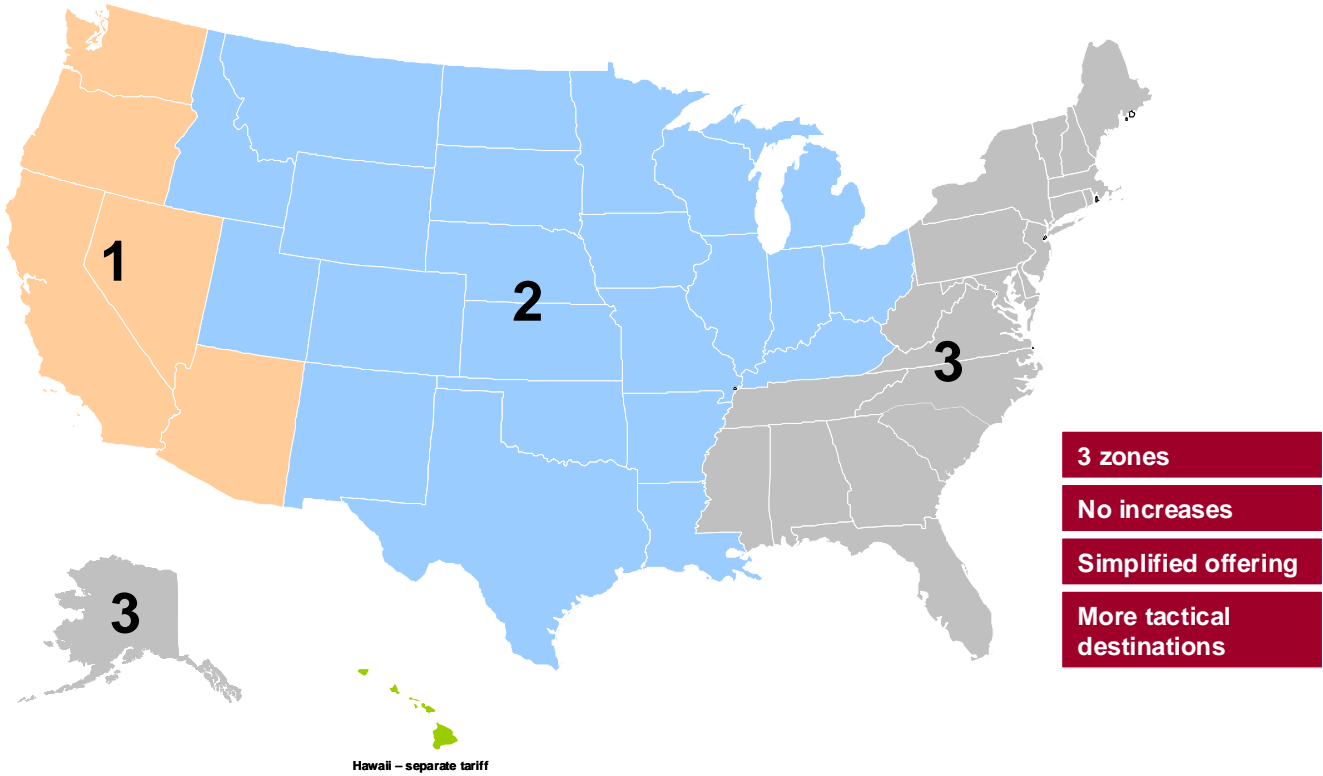 1
2
3
3 zones
No increases
Simplified offering
More tactical
destinations
3
Hawaii – separate tariff